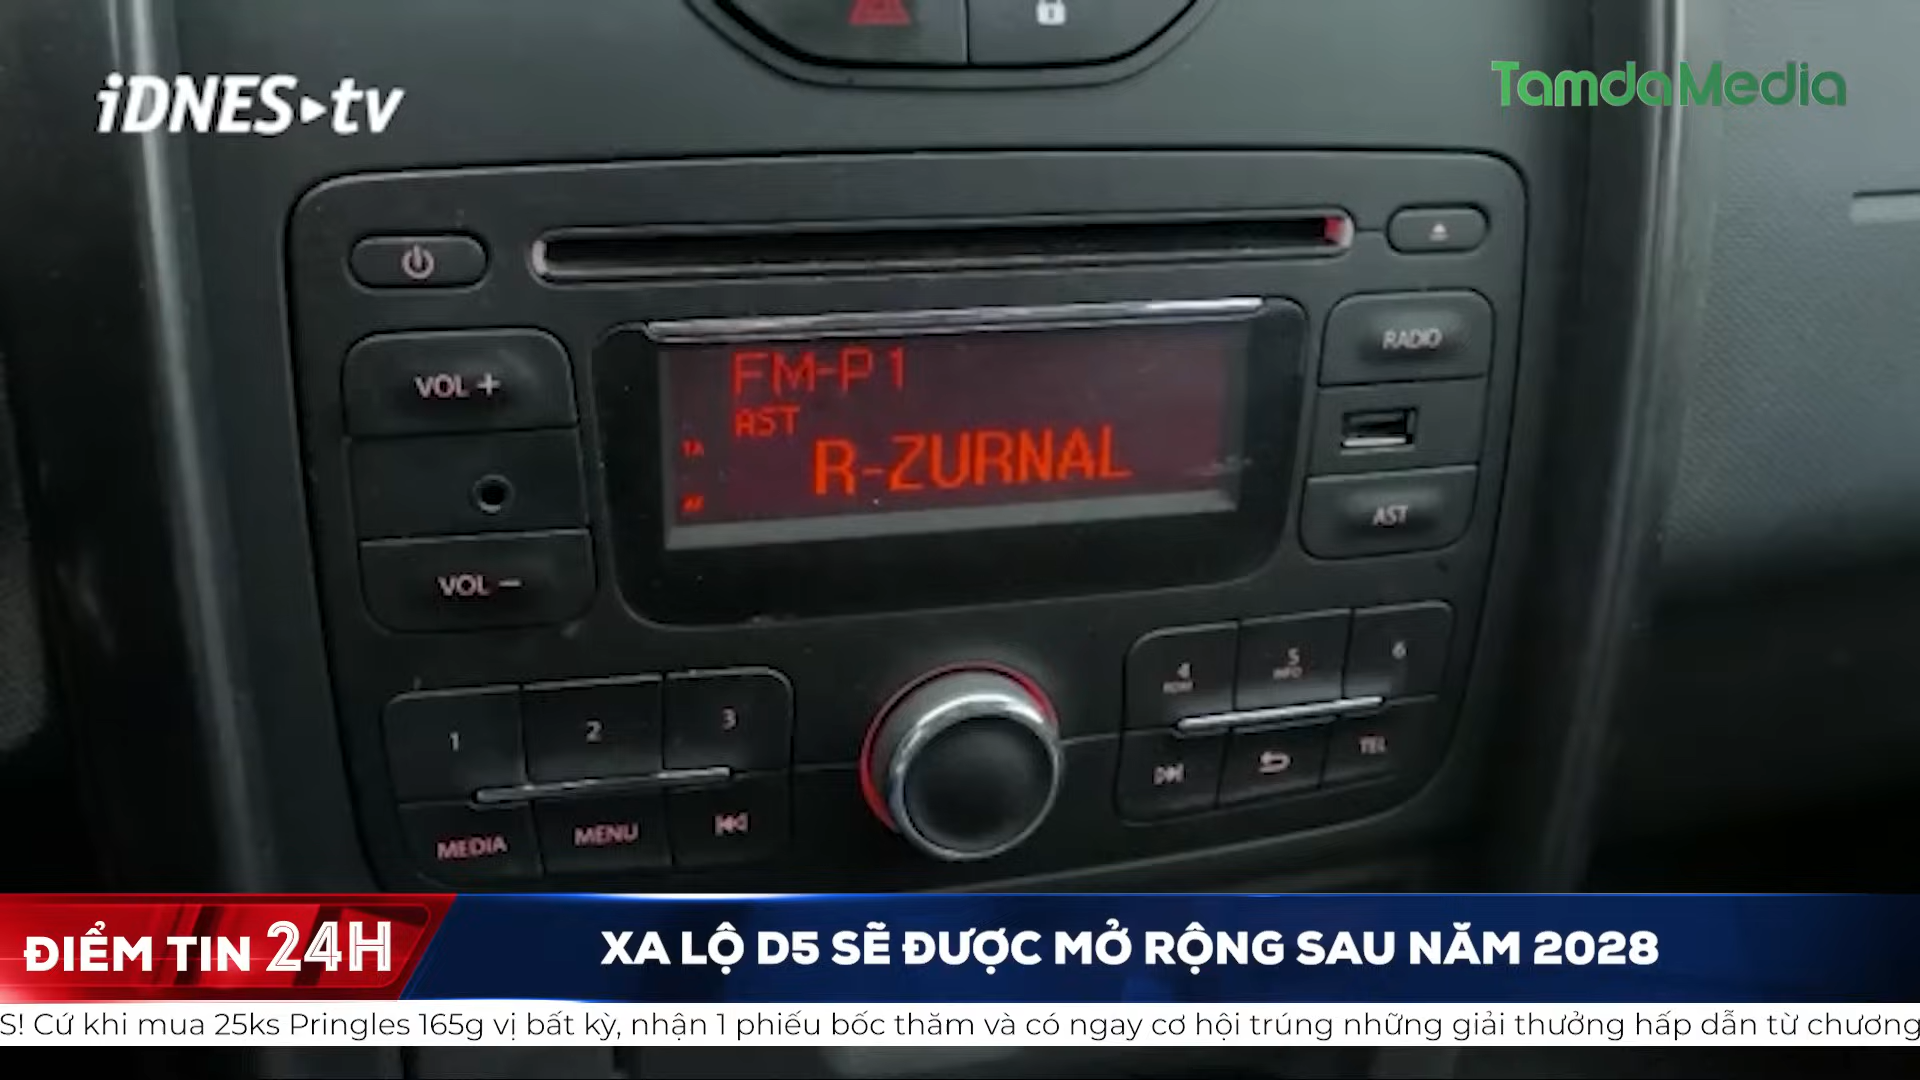 iDNES tv
TamdaMedia
RADIO
VOL +
FM-P1
AST
TA
R-ZURNAL
AF
AST
VOL -
1
2
3
4
5
INFO
6
MEDIA
MENU
TEL
ĐIỂM TIN 24H
XA LỘ D5 SẼ ĐƯỢC MỞ RỘNG SAU NĂM 2028
S! Cứ khi mua 25ks Pringles 165g vị bất kỳ, nhận 1 phiếu bốc thăm và có ngay cơ hội trúng những giải thưởng hấp dẫn từ chương